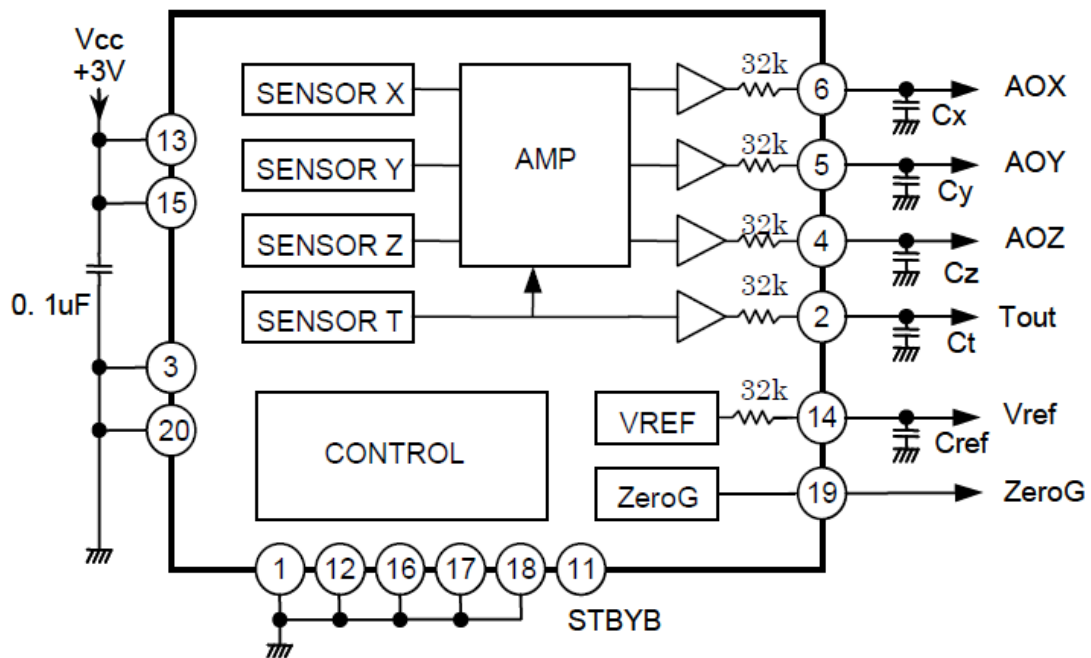 Vcc
+3V
13
15
0. 1uF
3
20
SENSOR X
SENSOR Y
SENSOR Z
SENSOR T
AMP
CONTROL
VREF
ZeroG
32k
6
Cx
AOX
32k
5
Cy
AOY
32k
4
Cz
AOZ
32k
2
Ct
Tout
32k
14
Cref
Vref
19
ZeroG
1 12 16 17 18 11
STBYB